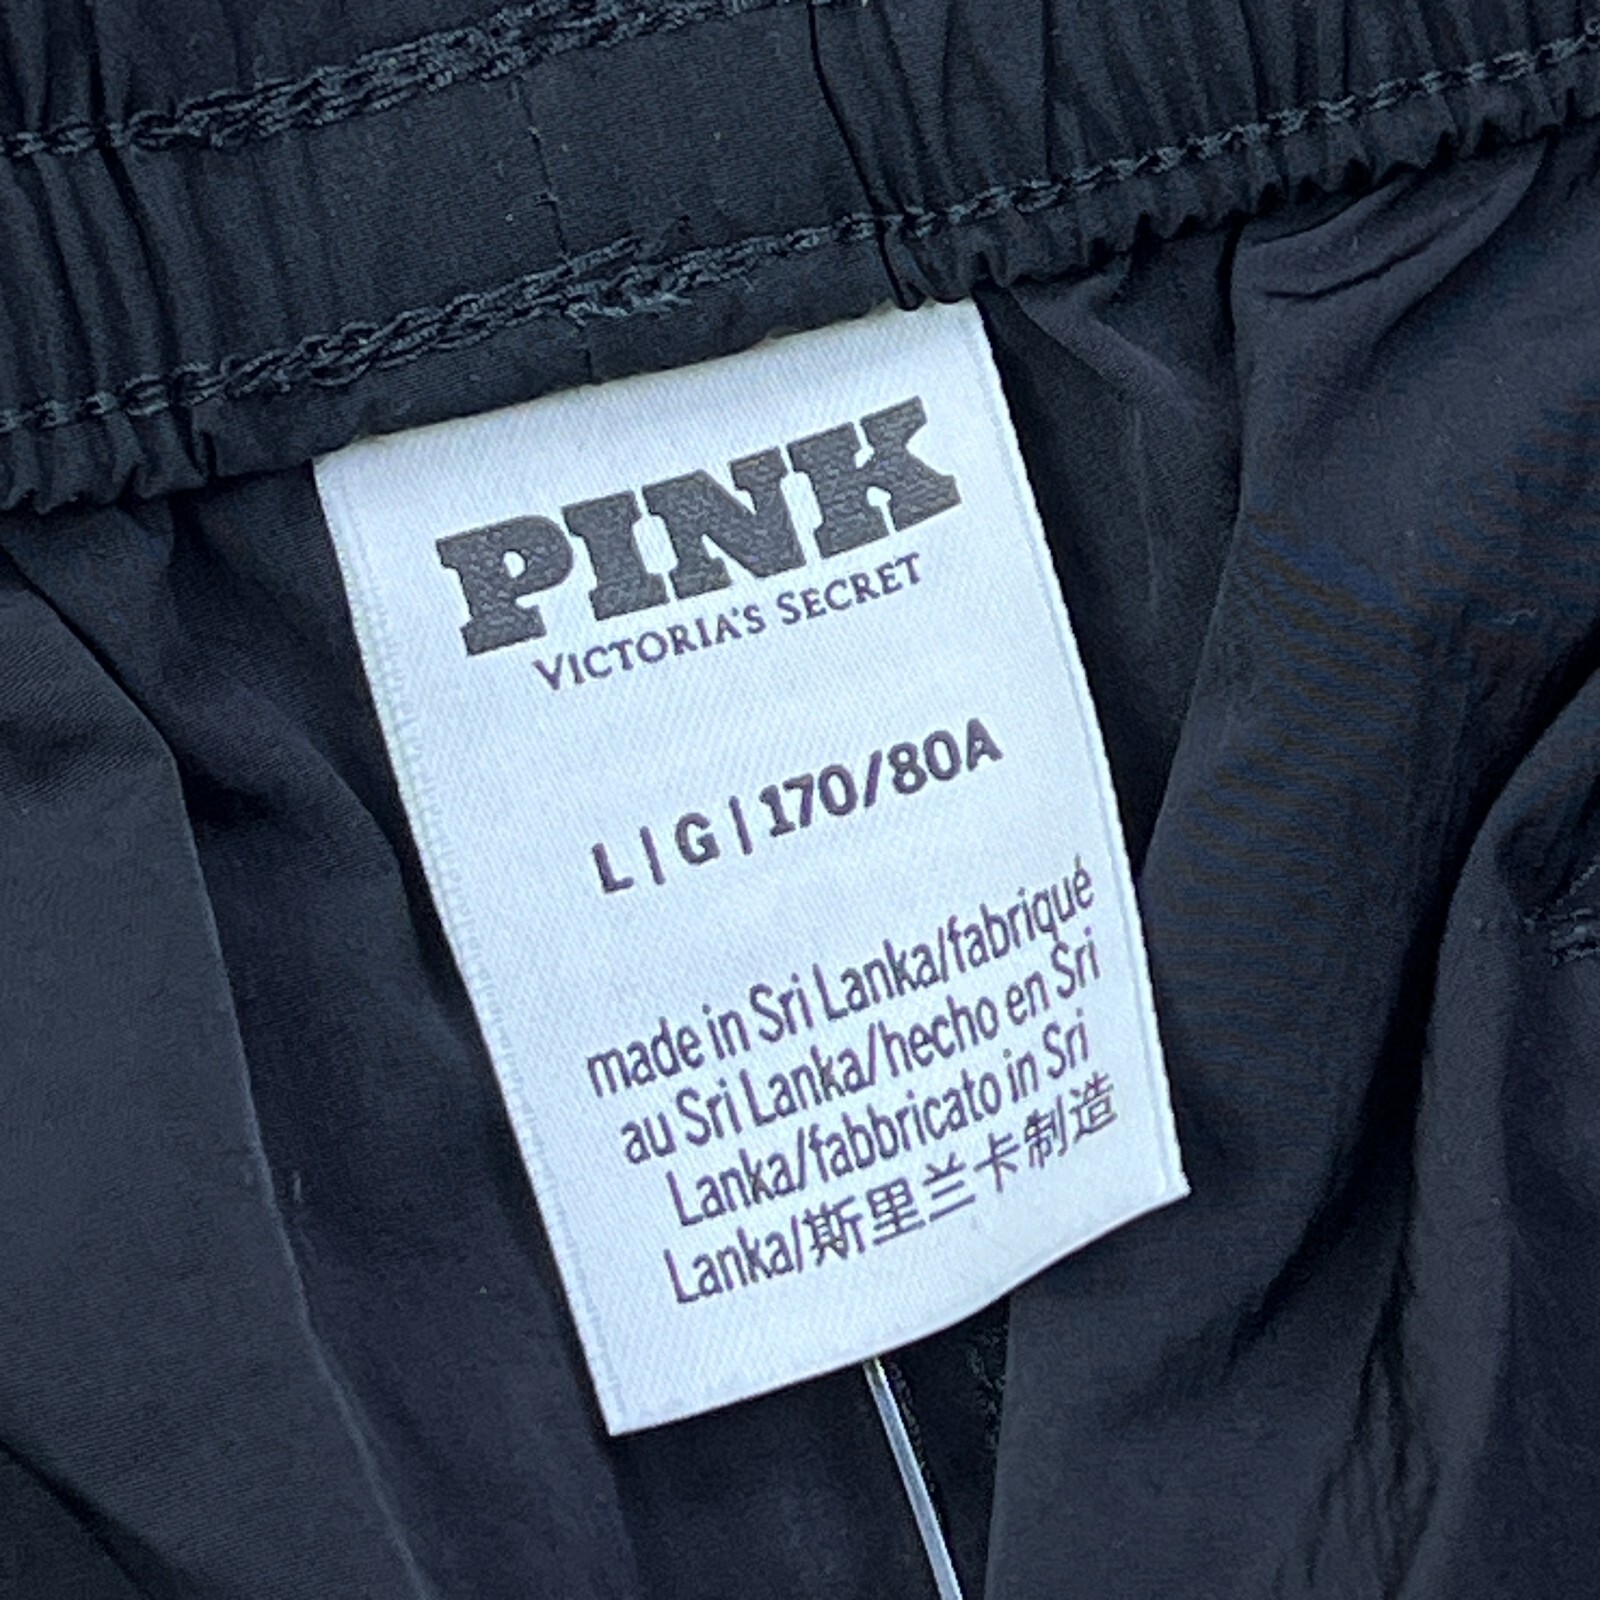 PINK
VICTORIA'S SECRET
L | G | 170/80A
made in Sri Lanka/fabriqué
au Sri Lanka/hecho en Sri
Lanka/fabbricato in Sri
Lanka/斯里兰卡制造